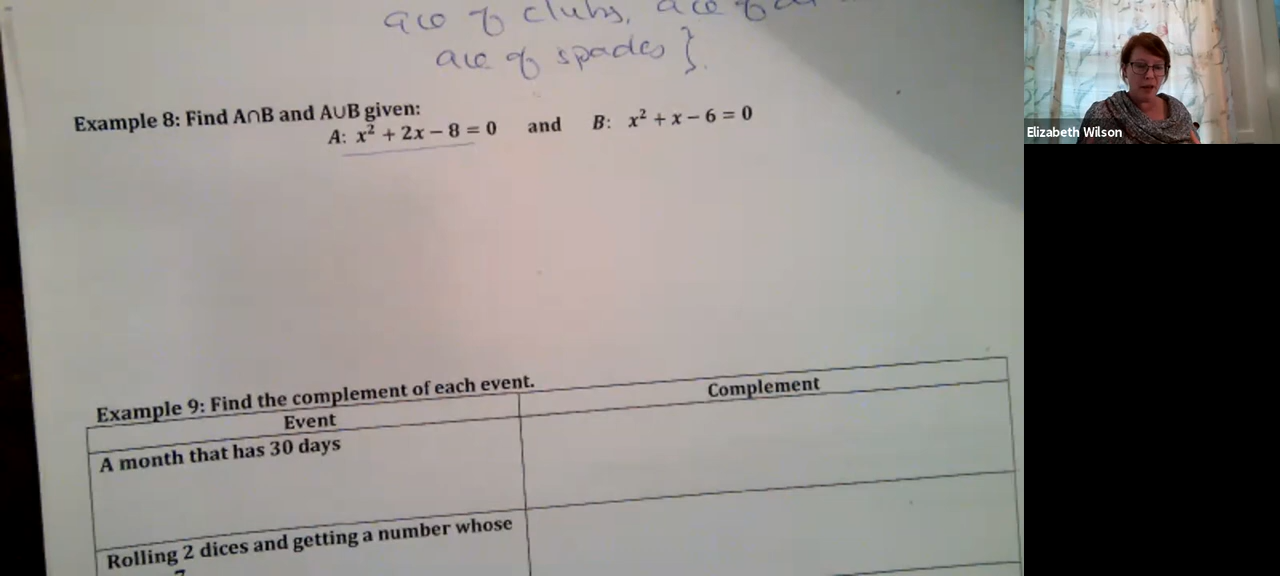 ace of clubs, ace of
ace of spades}.
Example 8: Find A∩B and A∪B given:
A: x² + 2x − 8 = 0 and B: x² + x − 6 = 0
Elizabeth Wilson
Example 9: Find the complement of each event.
Event Complement
A month that has 30 days
Rolling 2 dices and getting a number whose